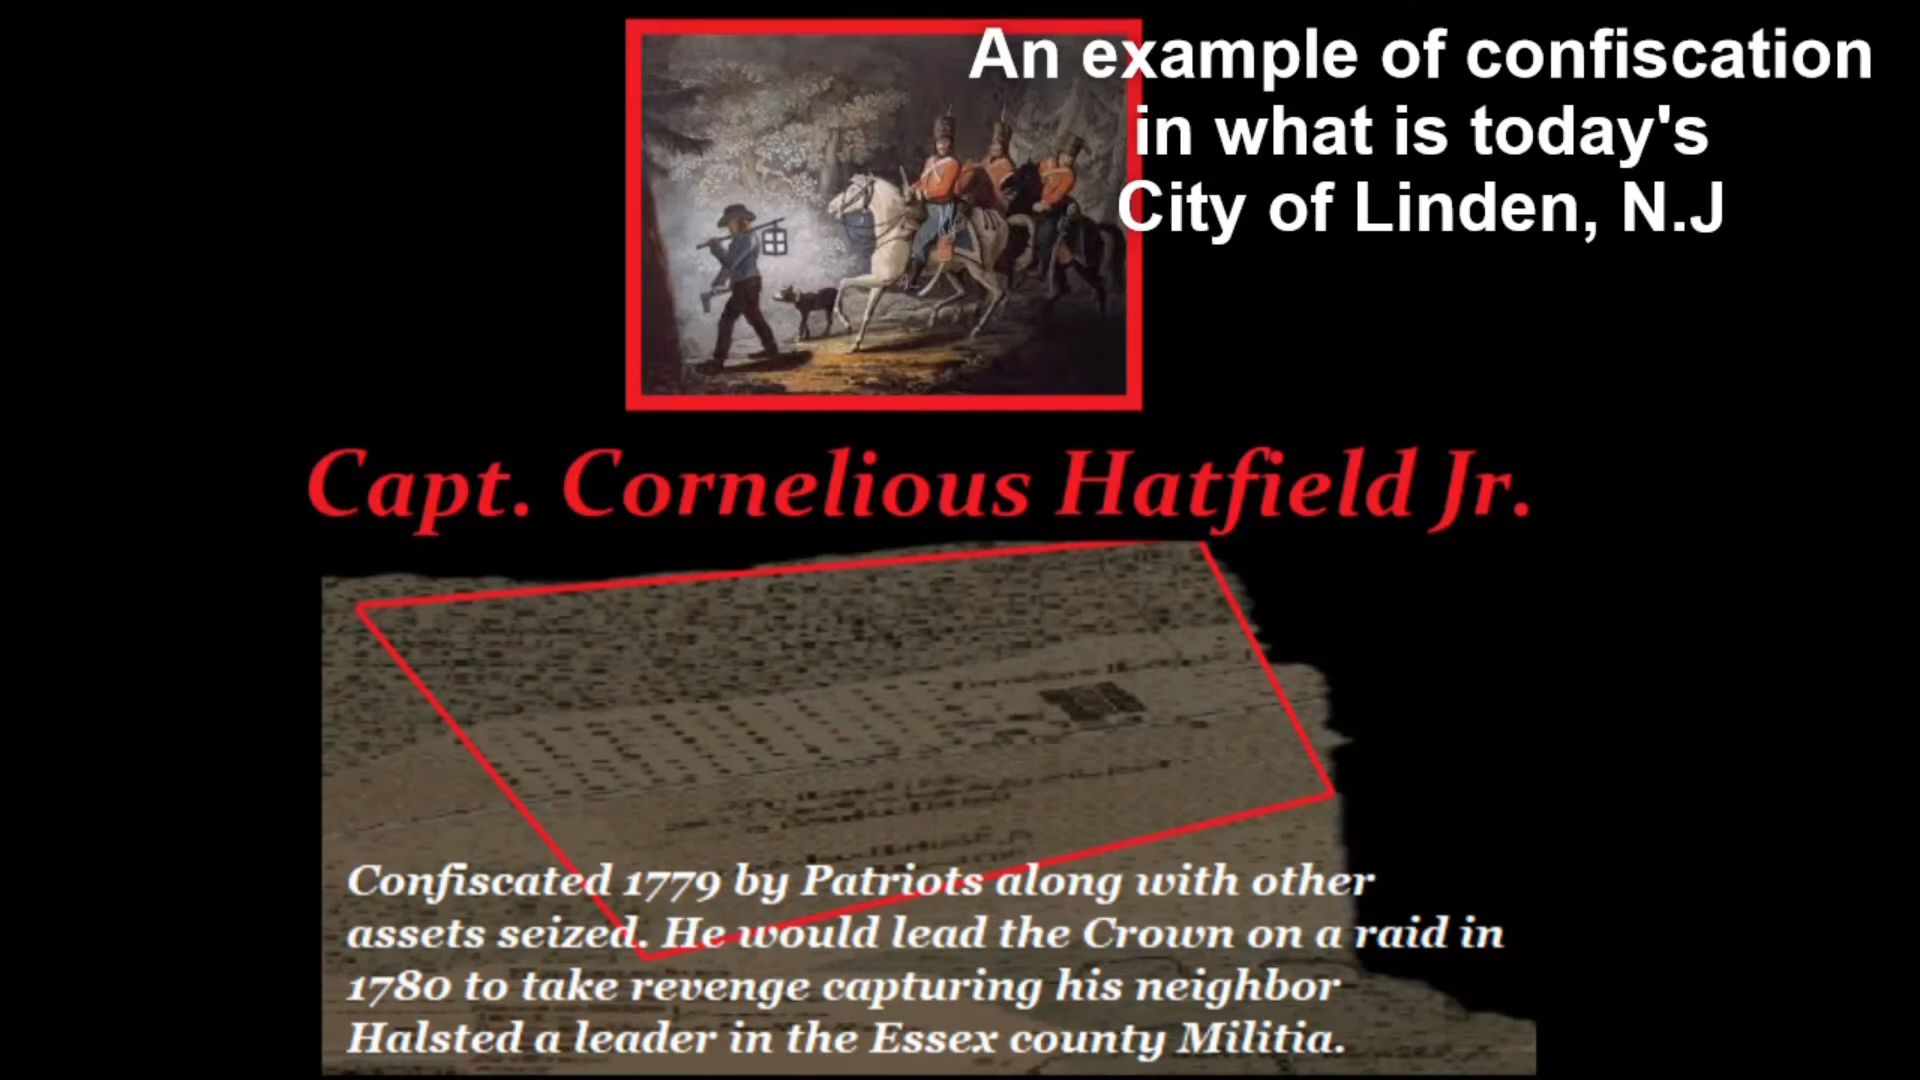 An example of confiscation
in what is today's
City of Linden, N.J
Capt. Cornelious Hatfield Jr.
Confiscated 1779 by Patriots along with other
assets seized. He would lead the Crown on a raid in
1780 to take revenge capturing his neighbor
Halsted a leader in the Essex county Militia.